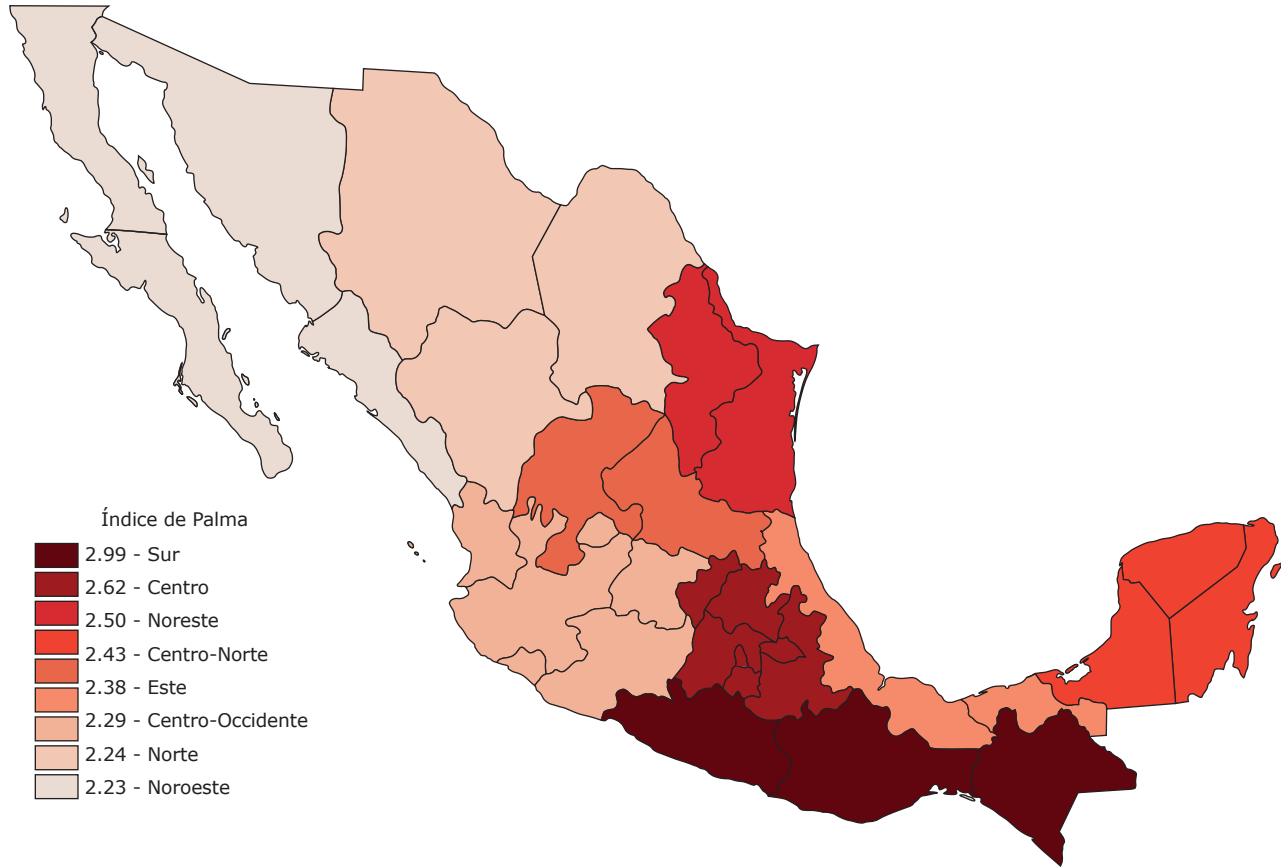 Índice de Palma
2.99 - Sur
2.62 - Centro
2.50 - Noreste
2.43 - Centro-Norte
2.38 - Este
2.29 - Centro-Occidente
2.24 - Norte
2.23 - Noroeste